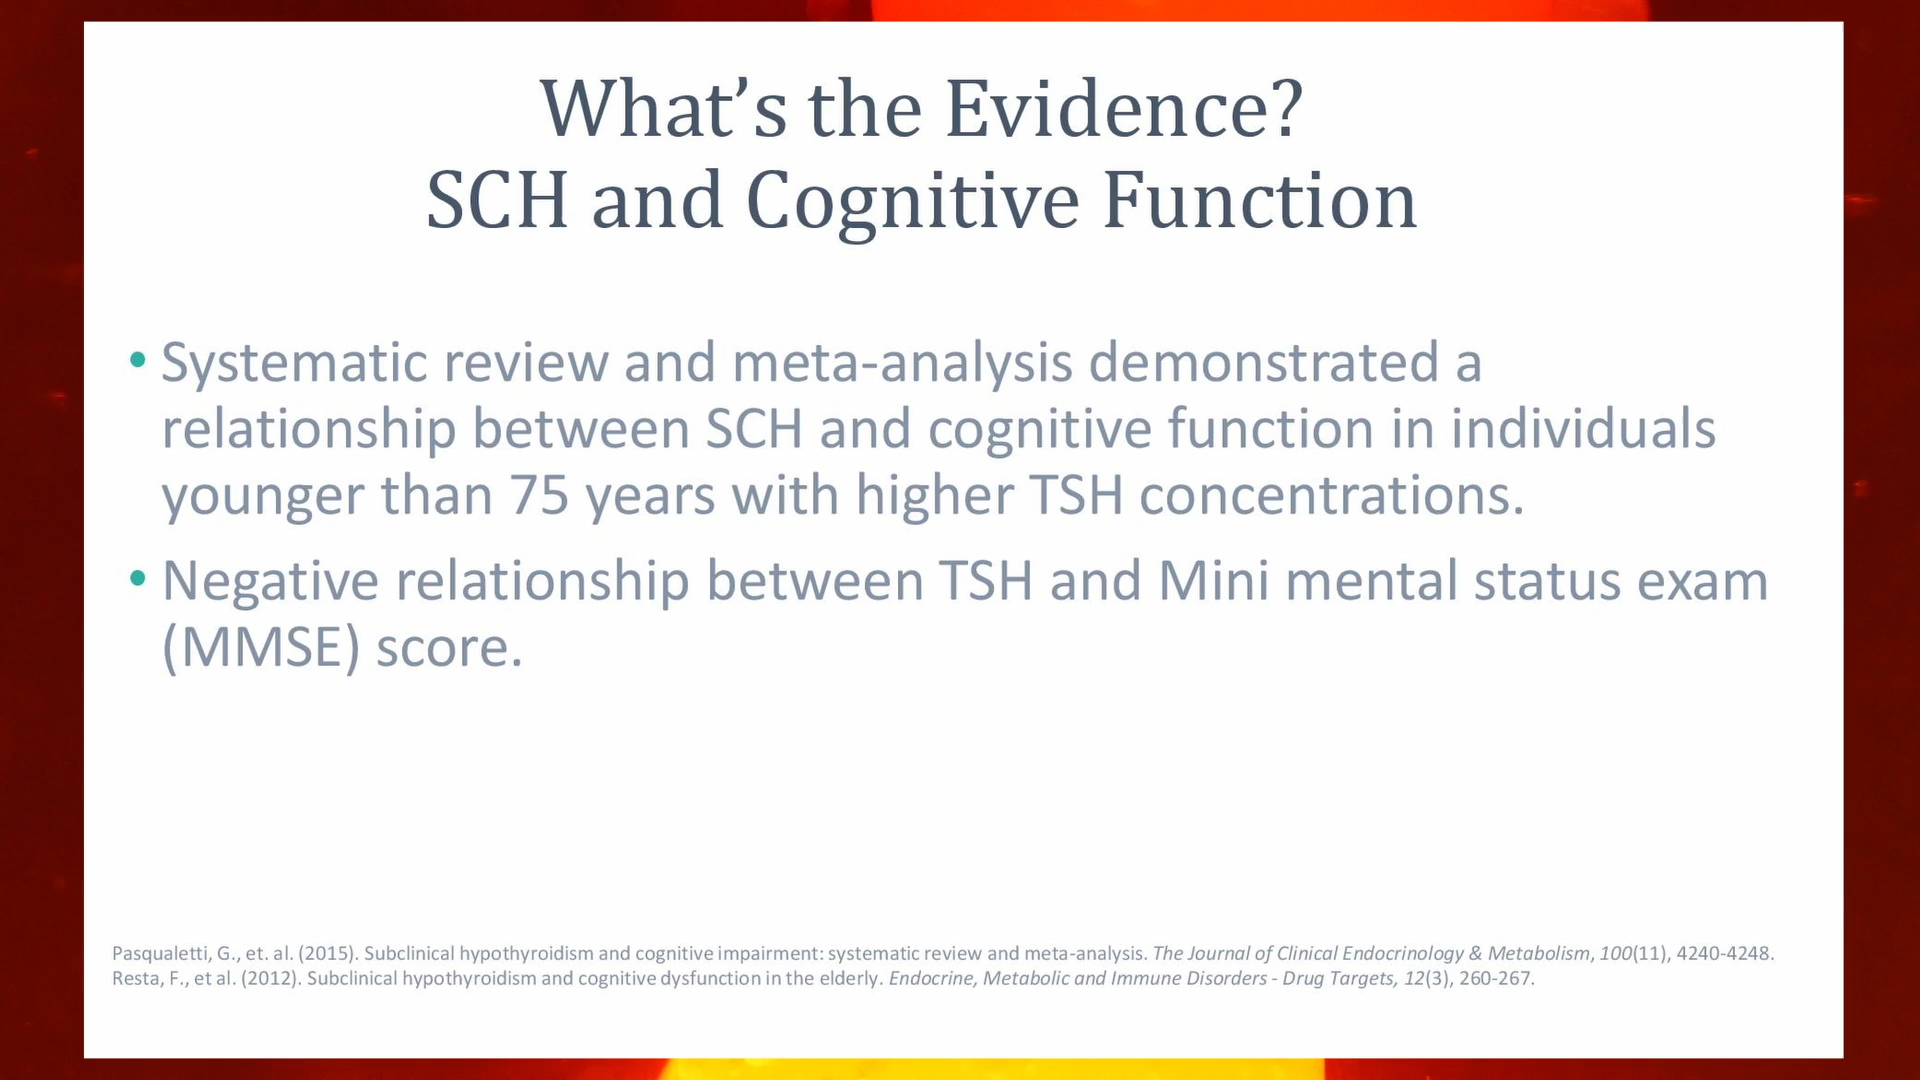 What’s the Evidence?
SCH and Cognitive Function
• Systematic review and meta-analysis demonstrated a
relationship between SCH and cognitive function in individuals
younger than 75 years with higher TSH concentrations.
• Negative relationship between TSH and Mini mental status exam
(MMSE) score.
Pasqualetti, G., et. al. (2015). Subclinical hypothyroidism and cognitive impairment: systematic review and meta-analysis. The Journal of Clinical Endocrinology & Metabolism, 100(11), 4240-4248.
Resta, F., et al. (2012). Subclinical hypothyroidism and cognitive dysfunction in the elderly. Endocrine, Metabolic and Immune Disorders - Drug Targets, 12(3), 260-267.